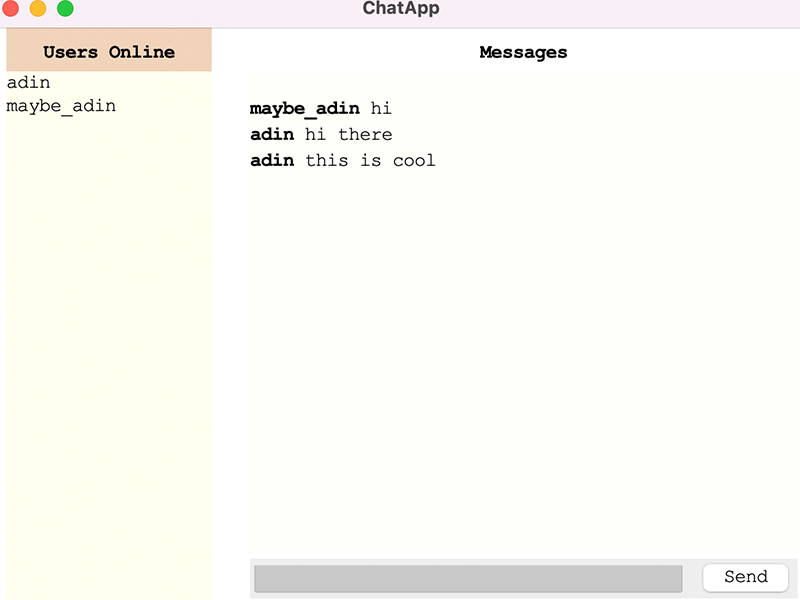 ChatApp
Users Online
adin
maybe_adin
Messages
maybe_adin hi
adin hi there
adin this is cool
Send